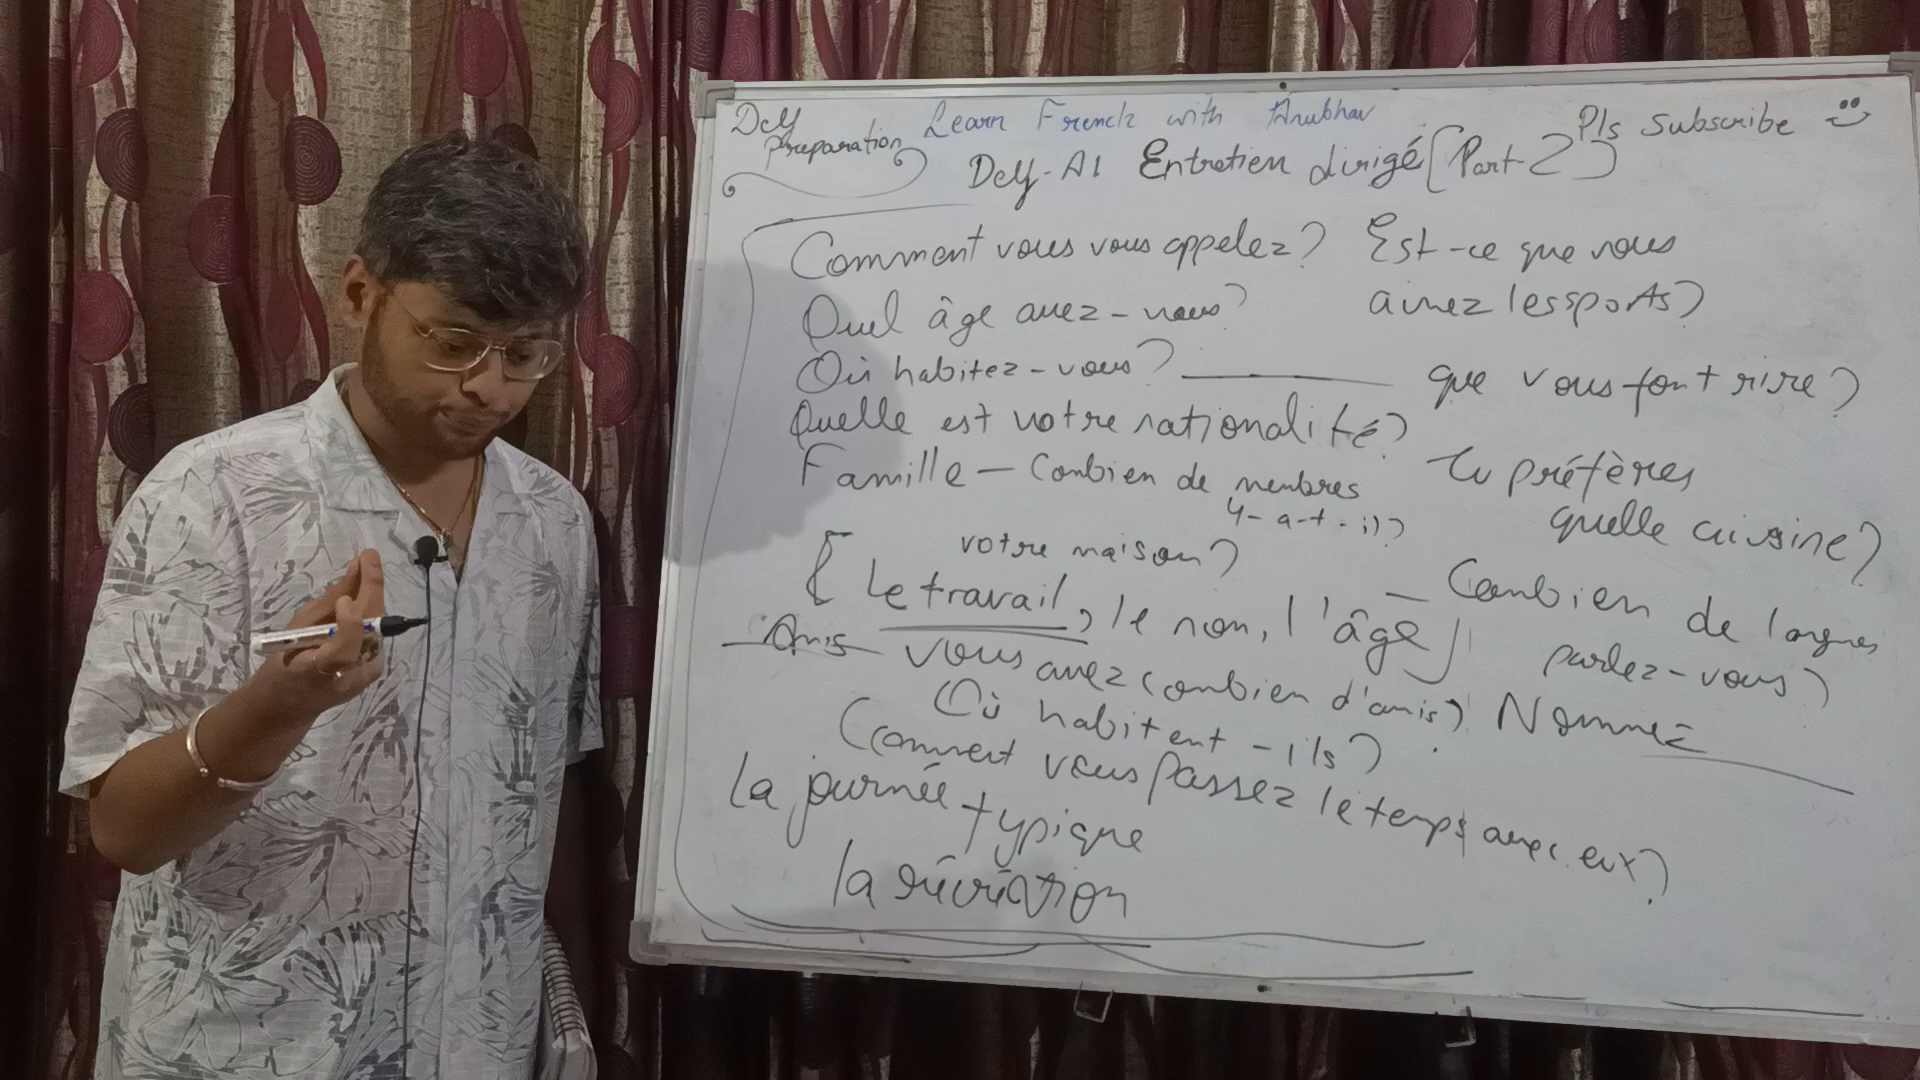 Delf Preparation
Learn French with Anubhav
Pls Subscribe
Delf-A1 Entretien dirigé [Part-2]
Comment vous vous appelez?
Quel âge avez-vous?
Où habitez-vous?
Quelle est votre nationalité?
Famille - Combien de membres
y-a-t-il?
votre maison?
[Le travail, le nom, l'âge]
Amis vous avez combien d'amis?
Où habitent-ils?
Comment vous passez le temps avec eux?
La journée typique
la récréation
Est-ce que vous
aimez les sports?
que vous font rire?
Tu préfères
quelle cuisine?
- Combien de langues
parlez-vous?
Nommez